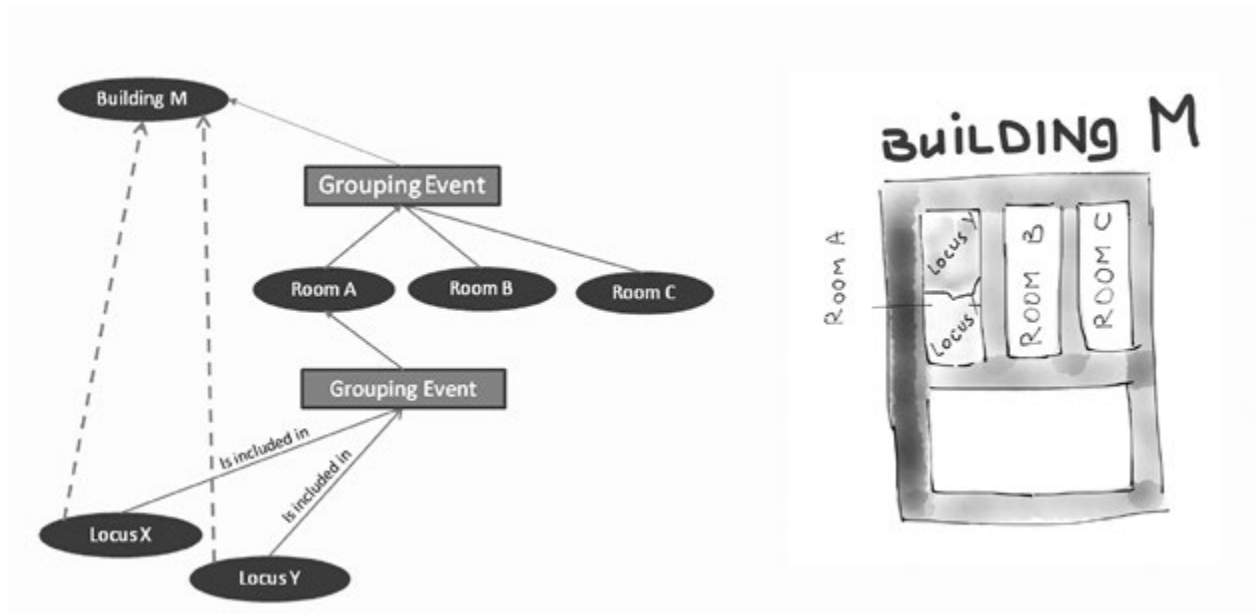 Building M
Grouping Event
Room A
Room B
Room C
Grouping Event
Is included in
Is included in
Locus X
Locus Y
BUILDING M
ROOM A
LOCUS Y
LOCUS
ROOM B
ROOM C